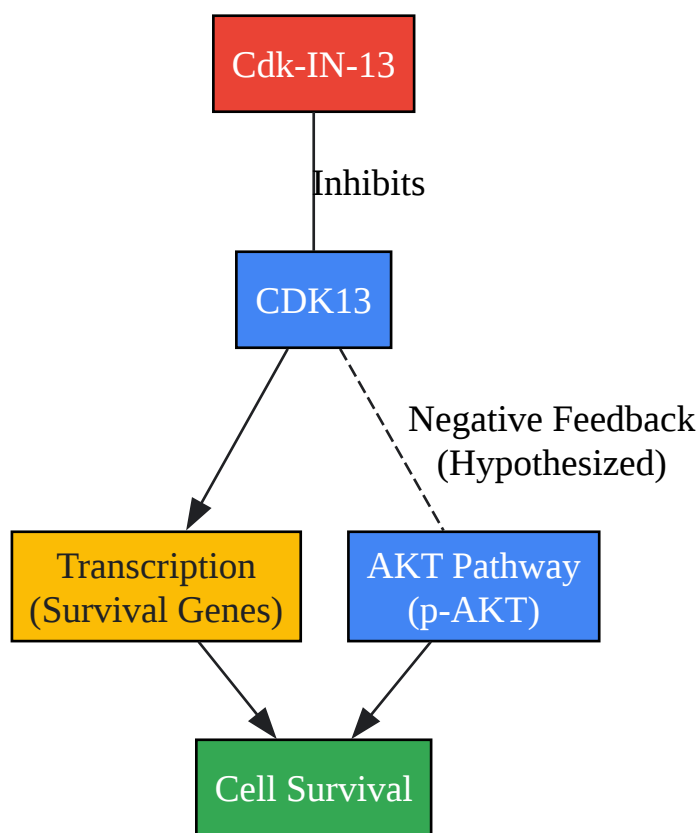 Cdk-IN-13
Inhibits
CDK13
Negative Feedback
(Hypothesized)
Transcription
(Survival Genes)
AKT Pathway
(p-AKT)
Cell Survival